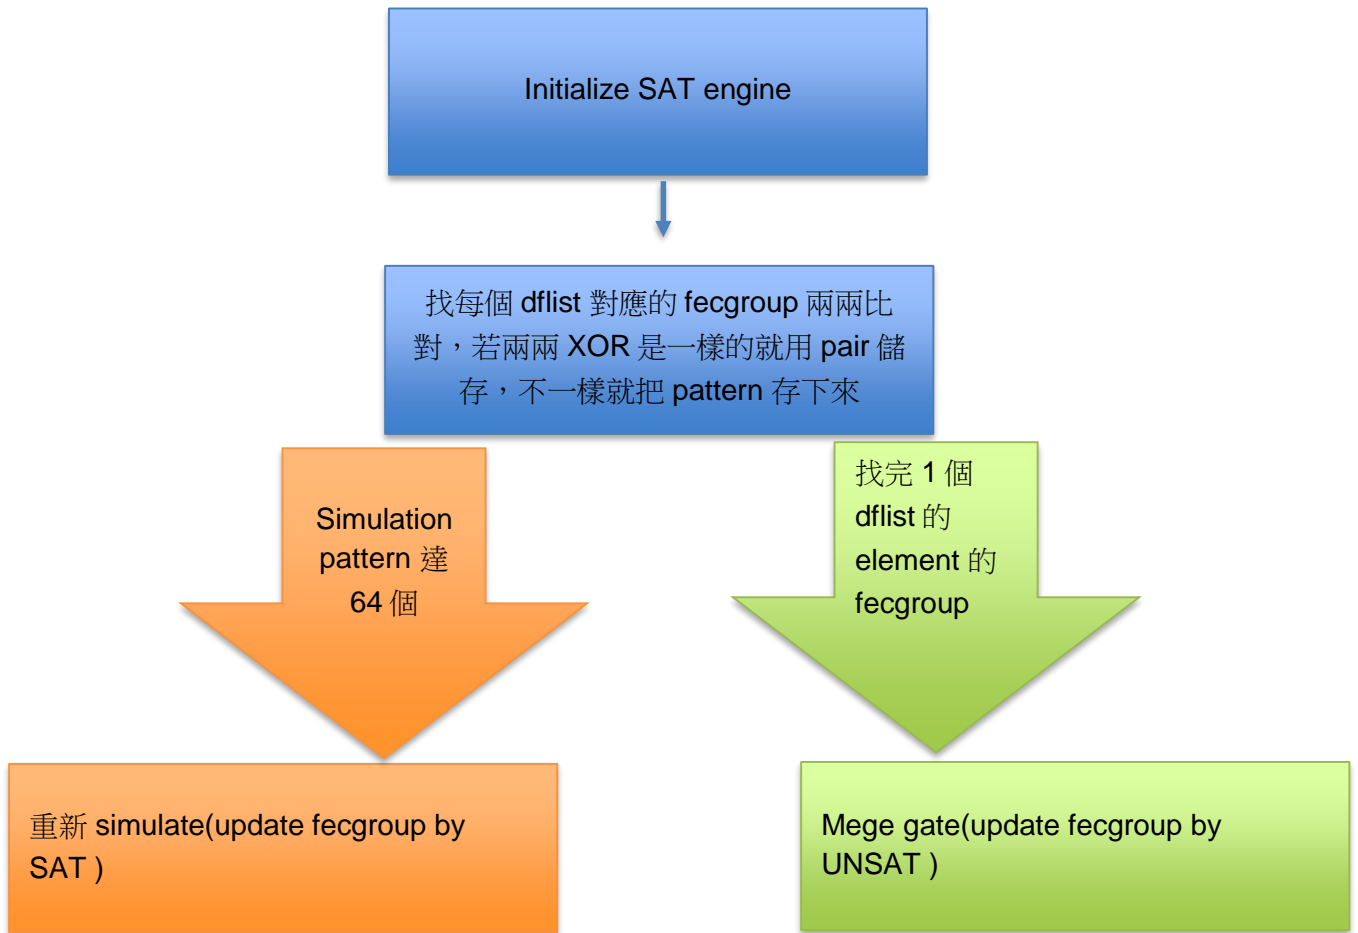 Initialize SAT engine
找每個 dflist 對應的 fecgroup 兩兩比
對，若兩兩 XOR 是一樣的就用 pair 儲
存，不一樣就把 pattern 存下來
Simulation
pattern 達
64 個
找完 1 個
dflist 的
element 的
fecgroup
重新 simulate(update fecgroup by
SAT )
Mege gate(update fecgroup by
UNSAT )